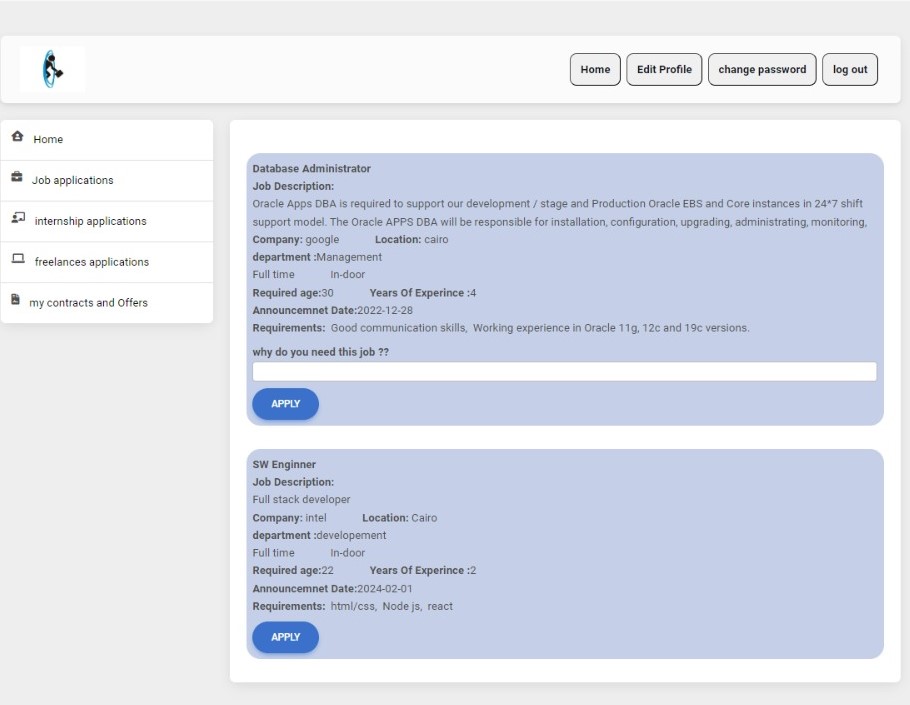 Home Edit Profile change password log out
Home
Job applications
internship applications
freelances applications
my contracts and Offers
Database Administrator
Job Description:
Oracle Apps DBA is required to support our development / stage and Production Oracle EBS and Core instances in 24*7 shift
support model. The Oracle APPS DBA will be responsible for installation, configuration, upgrading, administrating, monitoring,
Company: google Location: cairo
department :Management
Full time In-door
Required age:30 Years Of Experince :4
Announcemnet Date:2022-12-28
Requirements: Good communication skills, Working experience in Oracle 11g, 12c and 19c versions.
why do you need this job ??
APPLY
SW Enginner
Job Description:
Full stack developer
Company: intel Location: Cairo
department :developement
Full time In-door
Required age:22 Years Of Experince :2
Announcemnet Date:2024-02-01
Requirements: html/css, Node js, react
APPLY